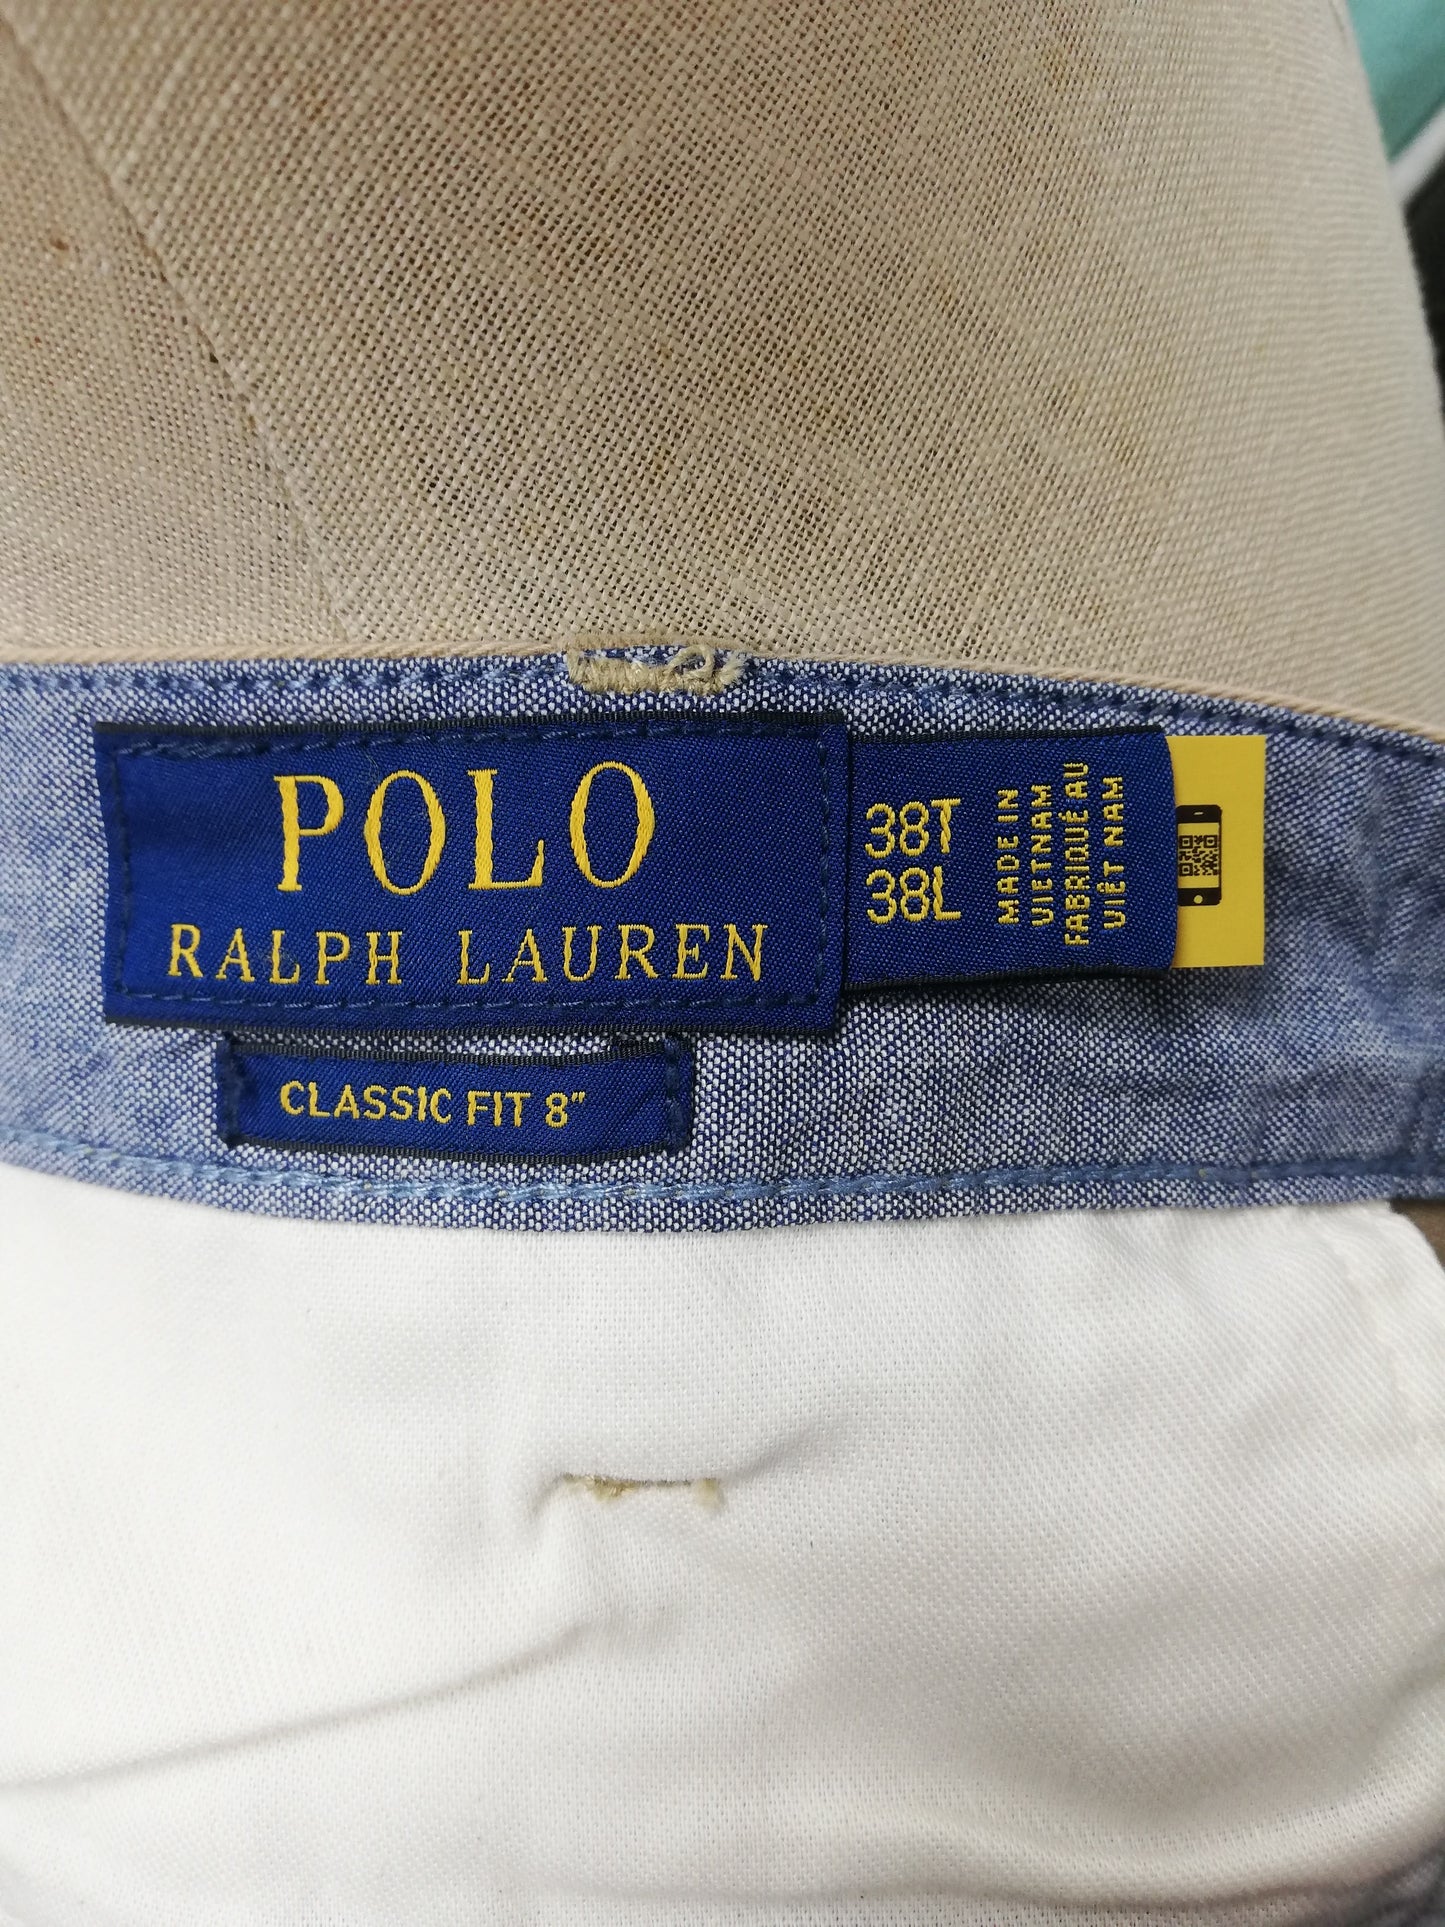 POLO
RALPH LAUREN
38T
38L
MADE IN
VIETNAM
FABRIQUÉ AU
VIÊT NAM
CLASSIC FIT 8"